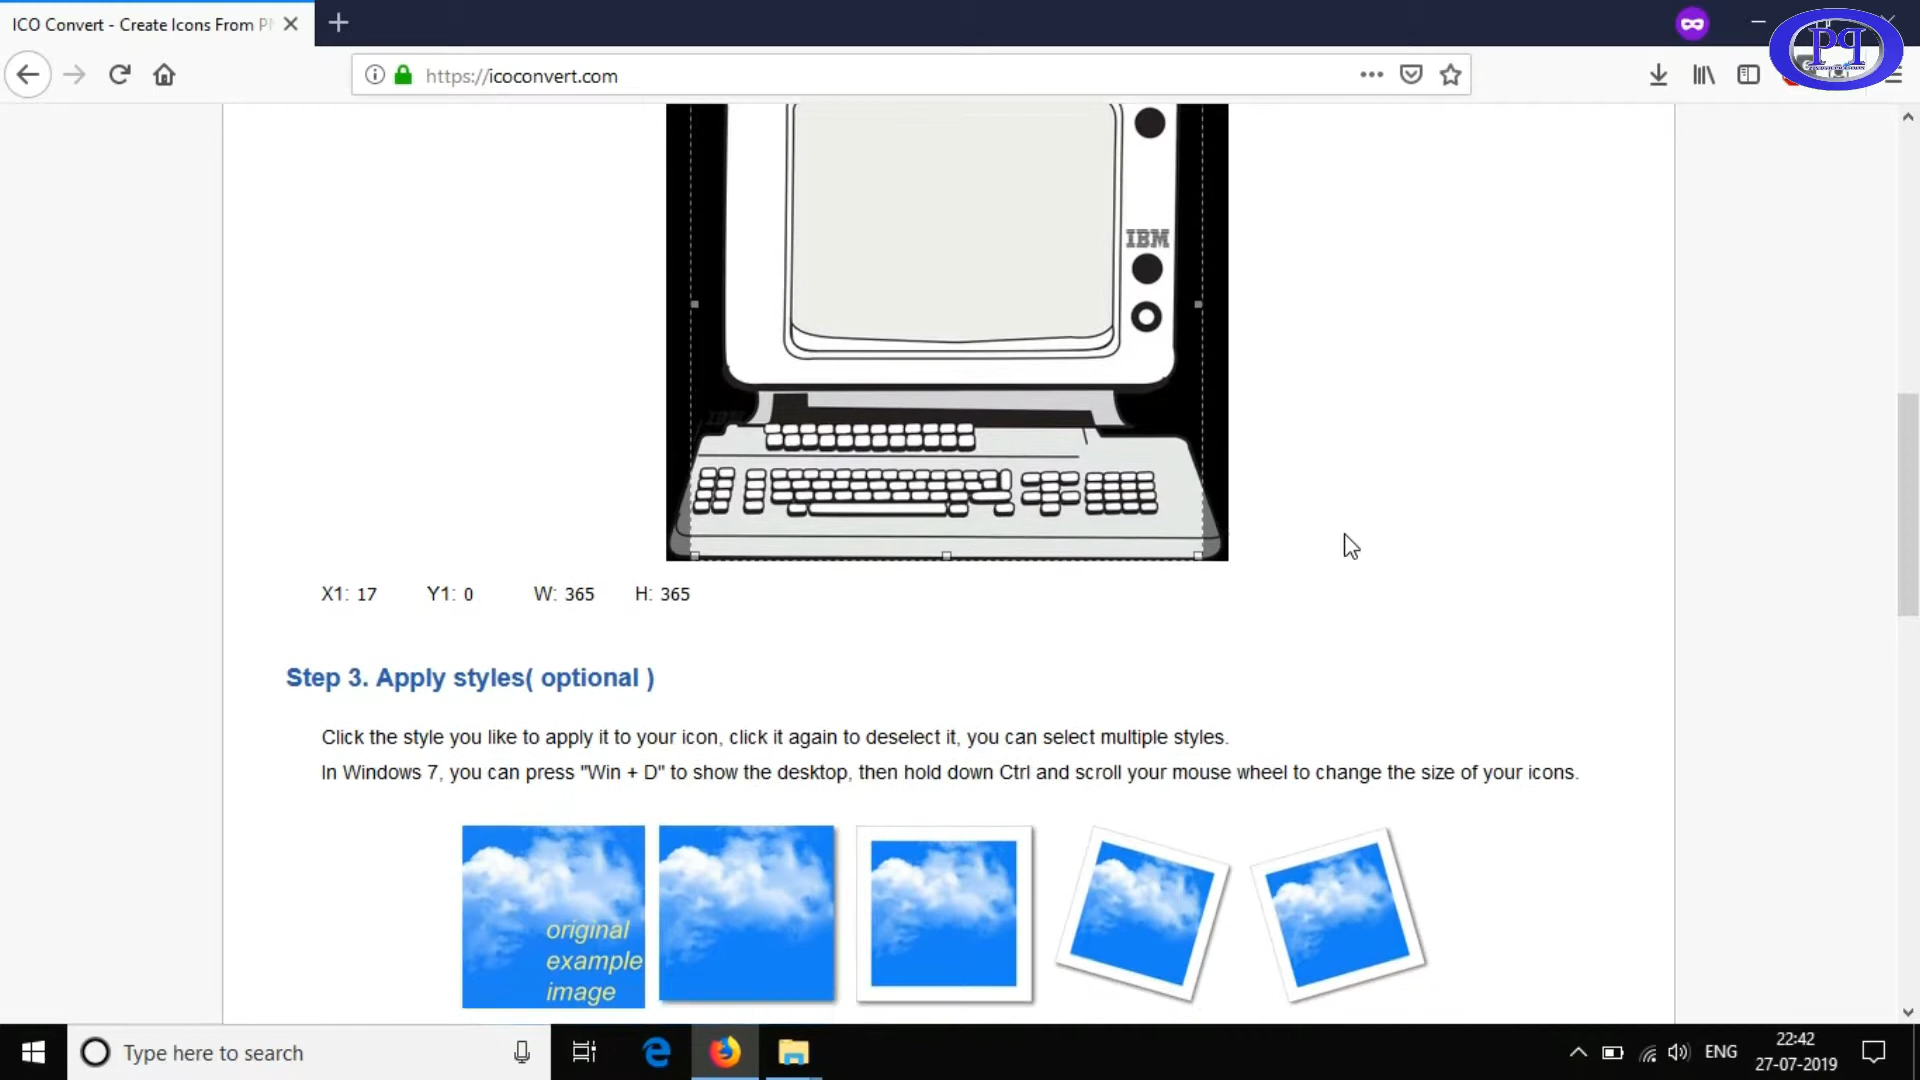 ICO Convert - Create Icons From P
https://icoconvert.com
IBM
X1: 17 Y1: 0 W: 365 H: 365
Step 3. Apply styles( optional )
Click the style you like to apply it to your icon, click it again to deselect it, you can select multiple styles.
In Windows 7, you can press "Win + D" to show the desktop, then hold down Ctrl and scroll your mouse wheel to change the size of your icons.
original
example
image
Type here to search
ENG
22:42
27-07-2019